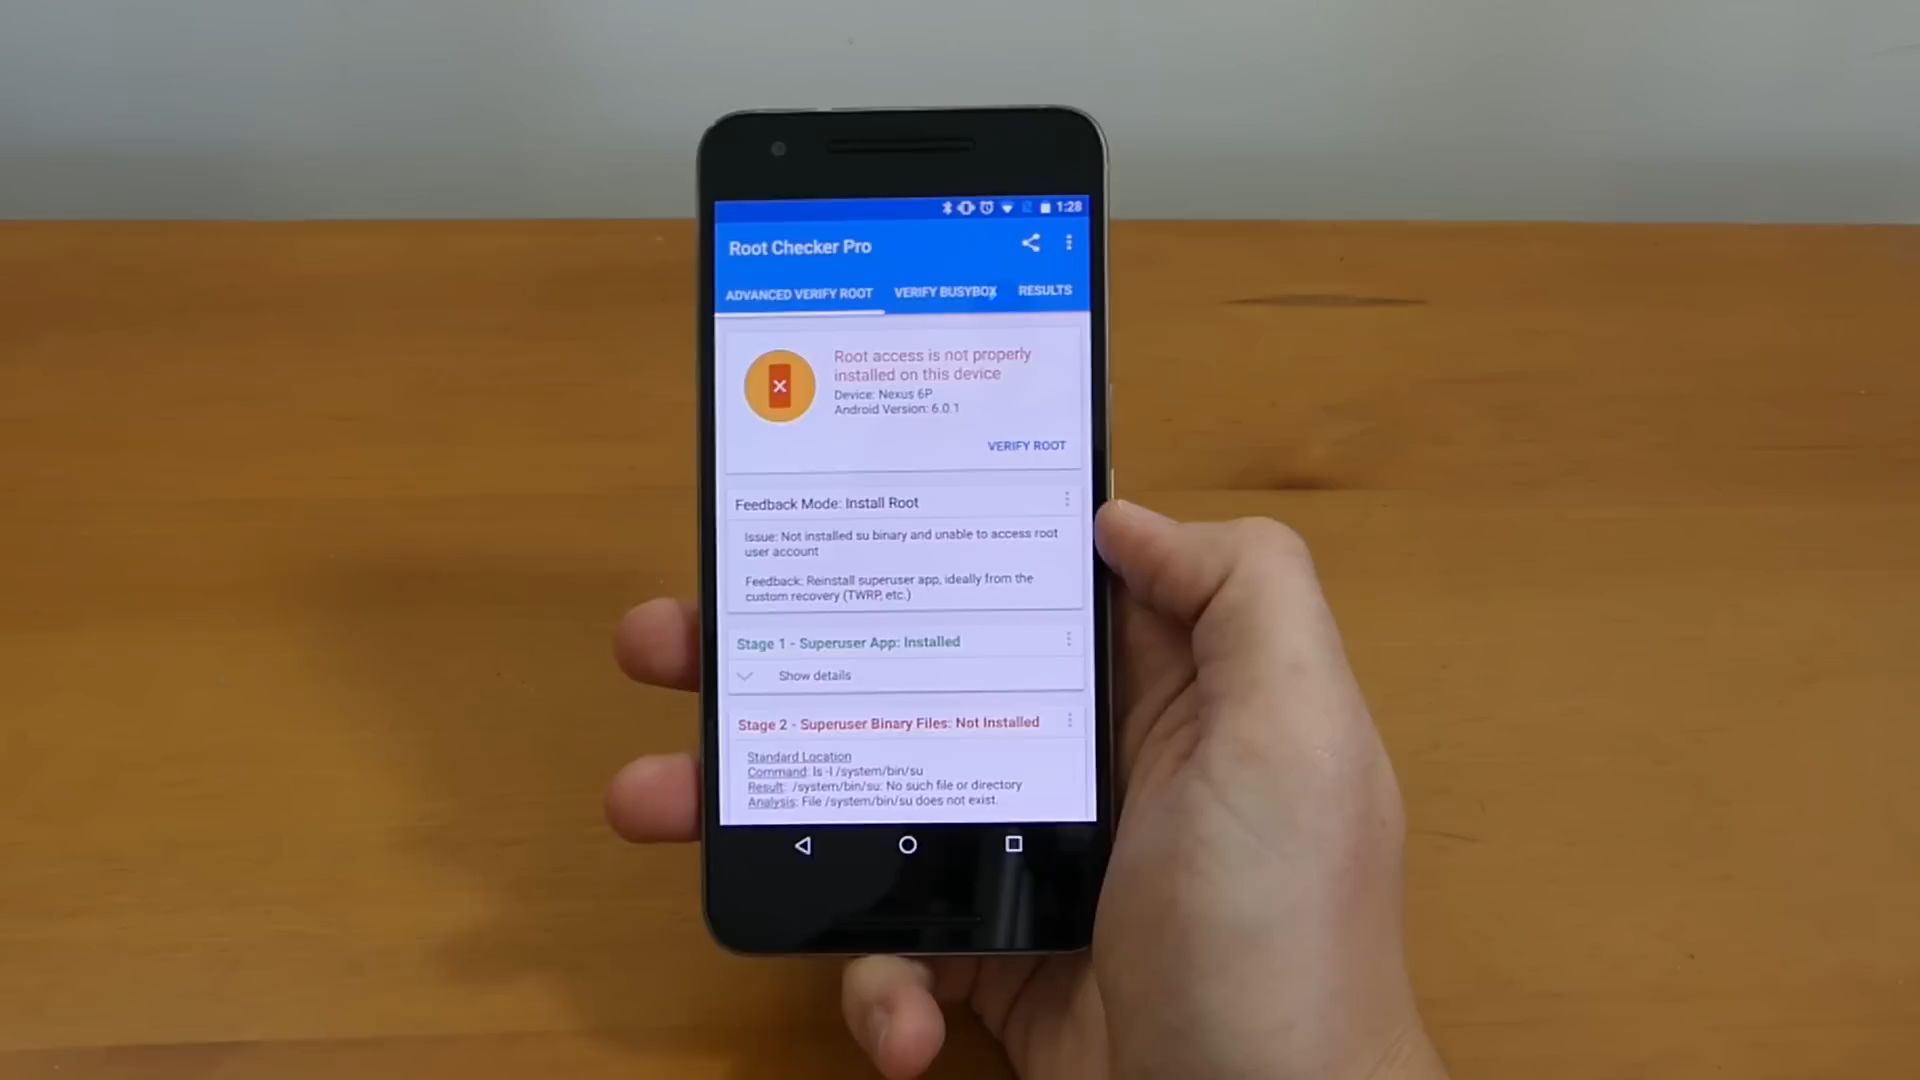 1:28
Root Checker Pro
ADVANCED VERIFY ROOT VERIFY BUSYBOX RESULTS
Root access is not properly
installed on this device
Device: Nexus 6P
Android Version: 6.0.1
VERIFY ROOT
Feedback Mode: Install Root
Issue: Not installed su binary and unable to access root
user account
Feedback: Reinstall superuser app, ideally from the
custom recovery (TWRP, etc.)
Stage 1 - Superuser App: Installed
Show details
Stage 2 - Superuser Binary Files: Not Installed
Standard Location
Command: ls -l /system/bin/su
Result: /system/bin/su: No such file or directory
Analysis: File /system/bin/su does not exist.